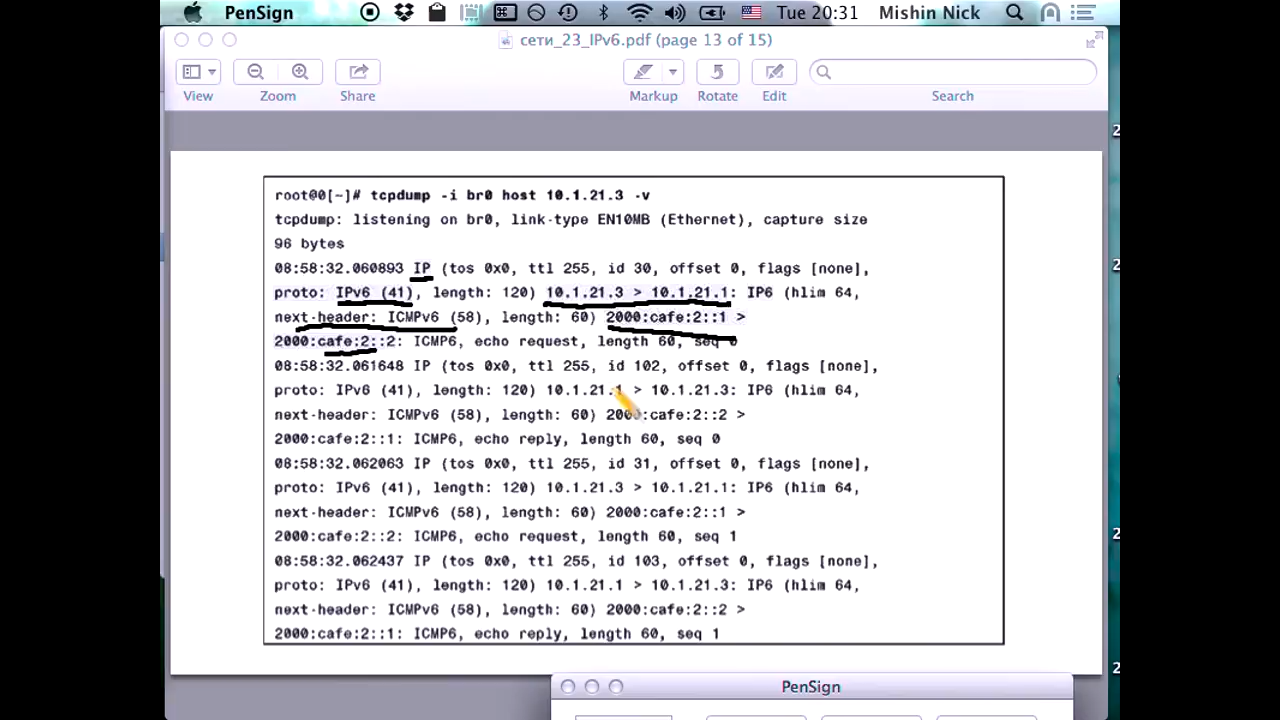 PenSign Tue 20:31 Mishin Nick
сети_23_IPv6.pdf (page 13 of 15)
View Zoom Share Markup Rotate Edit Search
root@0[~]# tcpdump -i br0 host 10.1.21.3 -v
tcpdump: listening on br0, link-type EN10MB (Ethernet), capture size
96 bytes
08:58:32.060893 IP (tos 0x0, ttl 255, id 30, offset 0, flags [none],
proto: IPv6 (41), length: 120) 10.1.21.3 > 10.1.21.1: IP6 (hlim 64,
next-header: ICMPv6 (58), length: 60) 2000:cafe:2::1 >
2000:cafe:2::2: ICMP6, echo request, length 60, seq 0
08:58:32.061648 IP (tos 0x0, ttl 255, id 102, offset 0, flags [none],
proto: IPv6 (41), length: 120) 10.1.21.1 > 10.1.21.3: IP6 (hlim 64,
next-header: ICMPv6 (58), length: 60) 2000:cafe:2::2 >
2000:cafe:2::1: ICMP6, echo reply, length 60, seq 0
08:58:32.062063 IP (tos 0x0, ttl 255, id 31, offset 0, flags [none],
proto: IPv6 (41), length: 120) 10.1.21.3 > 10.1.21.1: IP6 (hlim 64,
next-header: ICMPv6 (58), length: 60) 2000:cafe:2::1 >
2000:cafe:2::2: ICMP6, echo request, length 60, seq 1
08:58:32.062437 IP (tos 0x0, ttl 255, id 103, offset 0, flags [none],
proto: IPv6 (41), length: 120) 10.1.21.1 > 10.1.21.3: IP6 (hlim 64,
next-header: ICMPv6 (58), length: 60) 2000:cafe:2::2 >
2000:cafe:2::1: ICMP6, echo reply, length 60, seq 1
PenSign
2
2
2
2